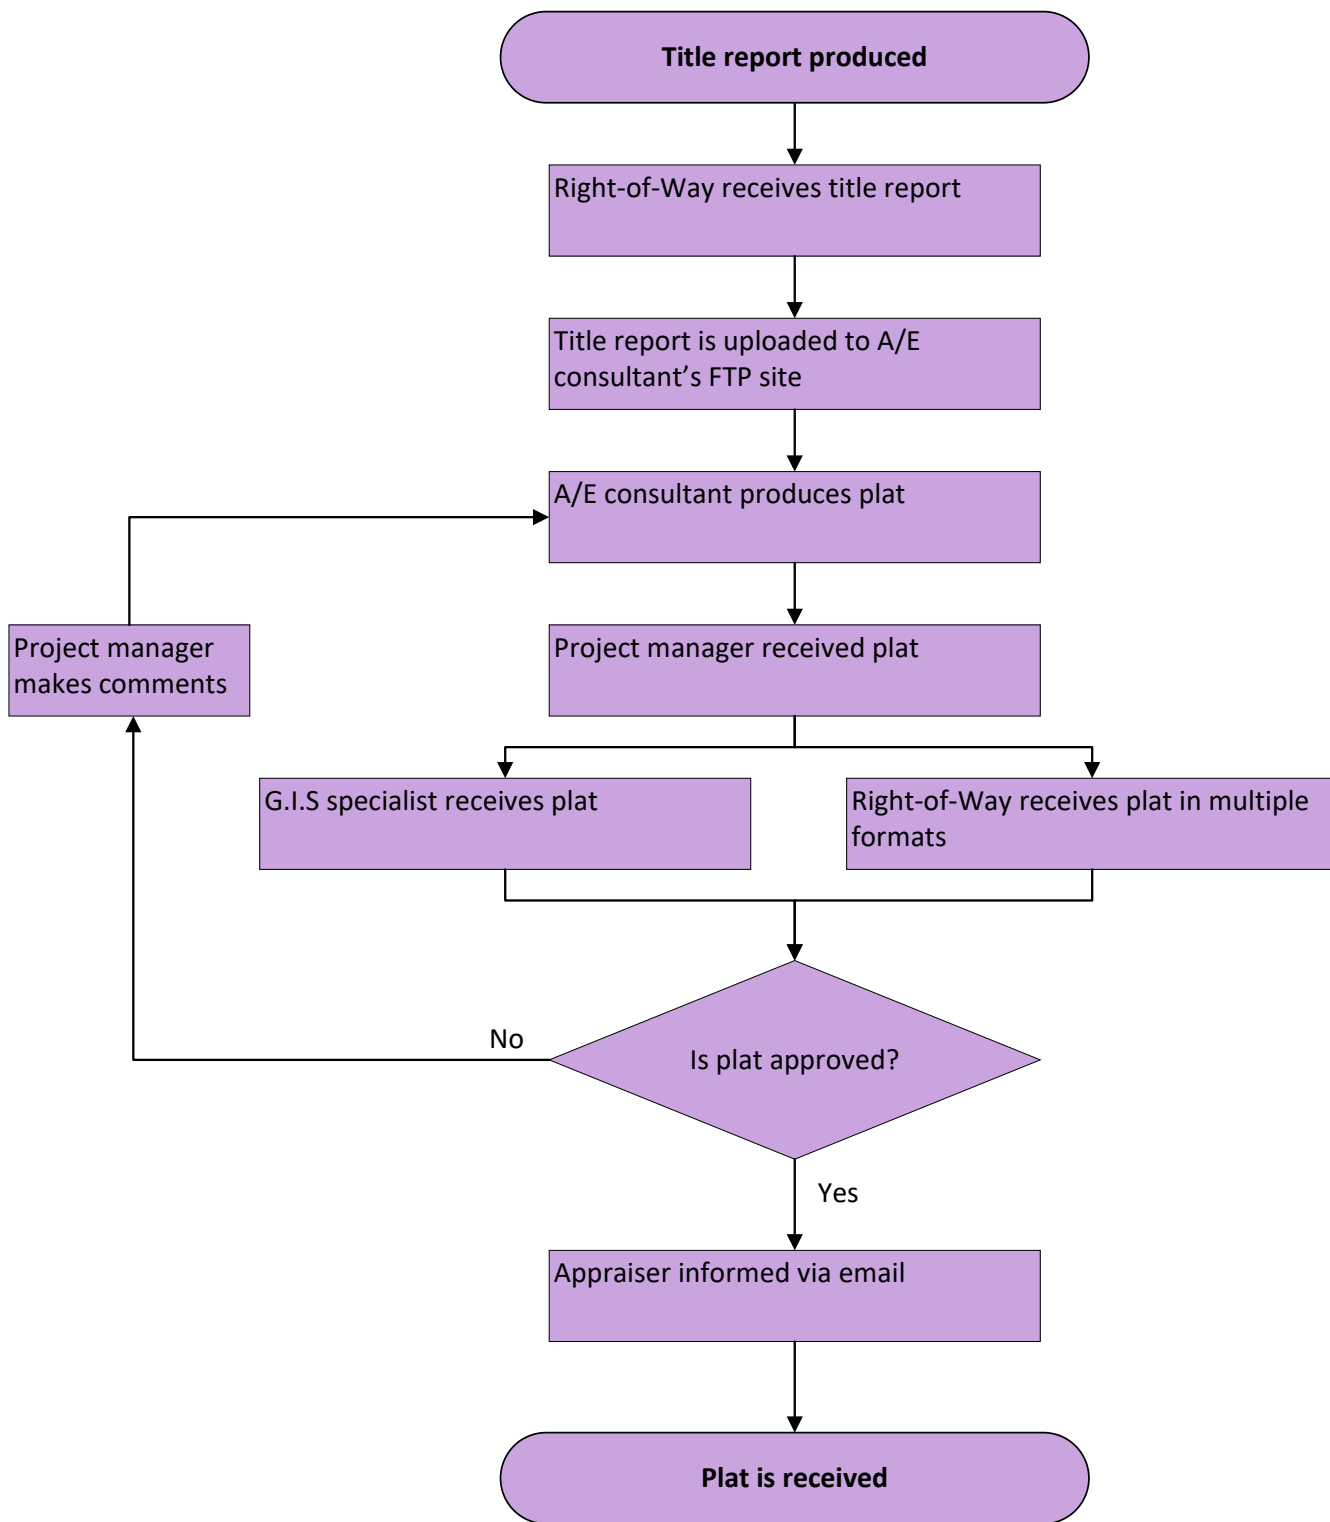 Title report produced
Right-of-Way receives title report
Title report is uploaded to A/E
consultant’s FTP site
A/E consultant produces plat
Project manager
makes comments
Project manager received plat
G.I.S specialist receives plat
Right-of-Way receives plat in multiple
formats
No
Is plat approved?
Yes
Appraiser informed via email
Plat is received